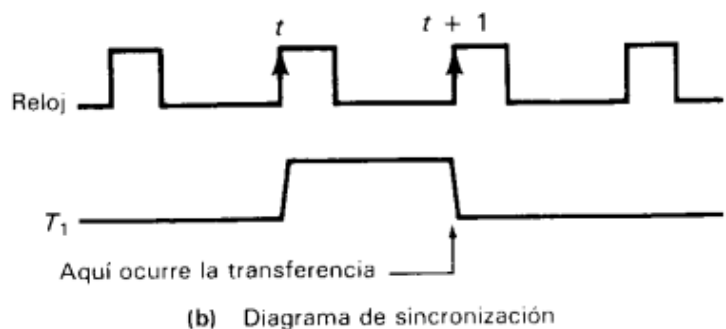 t
t + 1
Reloj
T1
Aquí ocurre la transferencia
(b) Diagrama de sincronización